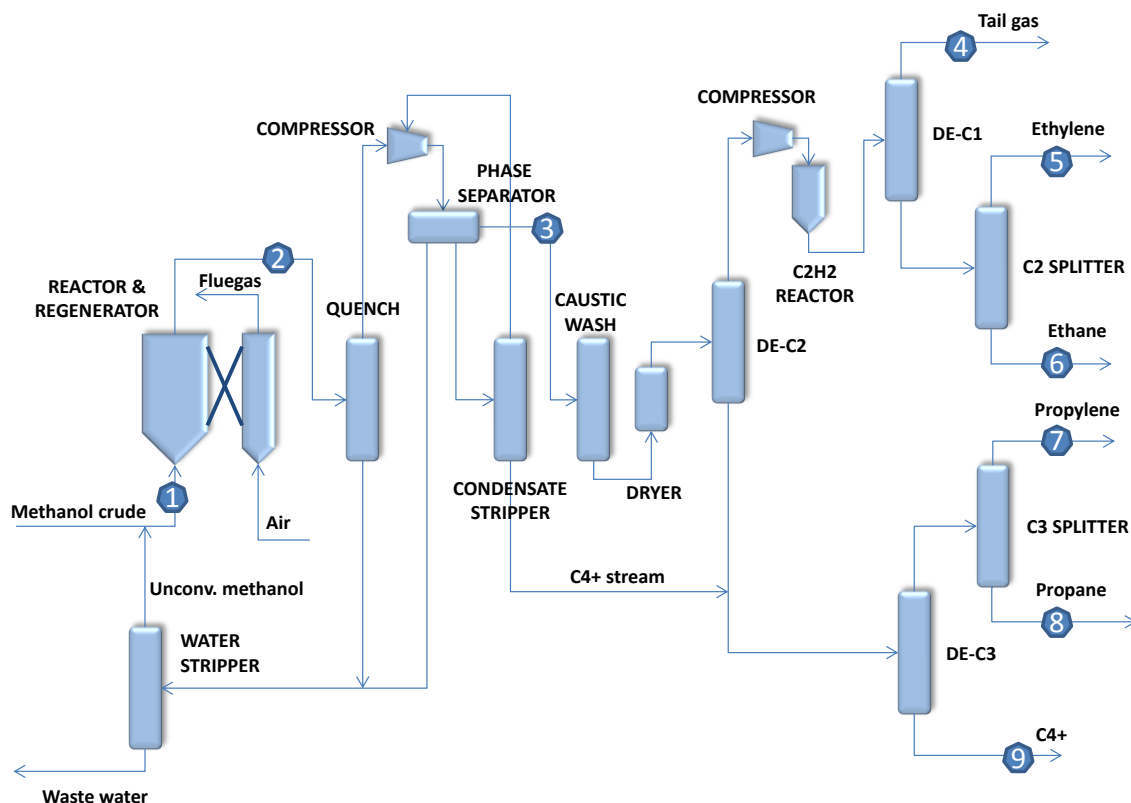 Tail gas
4
COMPRESSOR
DE-C1
COMPRESSOR
Ethylene
5
PHASE
SEPARATOR
3
2
REACTOR &
REGENERATOR
Fluegas
QUENCH
C2H2
REACTOR
C2 SPLITTER
CAUSTIC
WASH
DE-C2
Ethane
6
Propylene
7
1
Methanol crude
Air
CONDENSATE
STRIPPER
DRYER
C3 SPLITTER
Unconv. methanol
C4+ stream
Propane
8
WATER
STRIPPER
DE-C3
C4+
9
Waste water